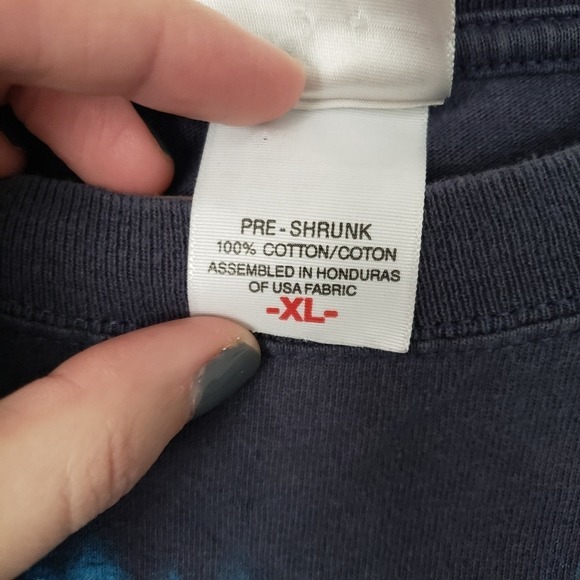 PRE-SHRUNK
100% COTTON/COTON
ASSEMBLED IN HONDURAS
OF USA FABRIC
-XL-